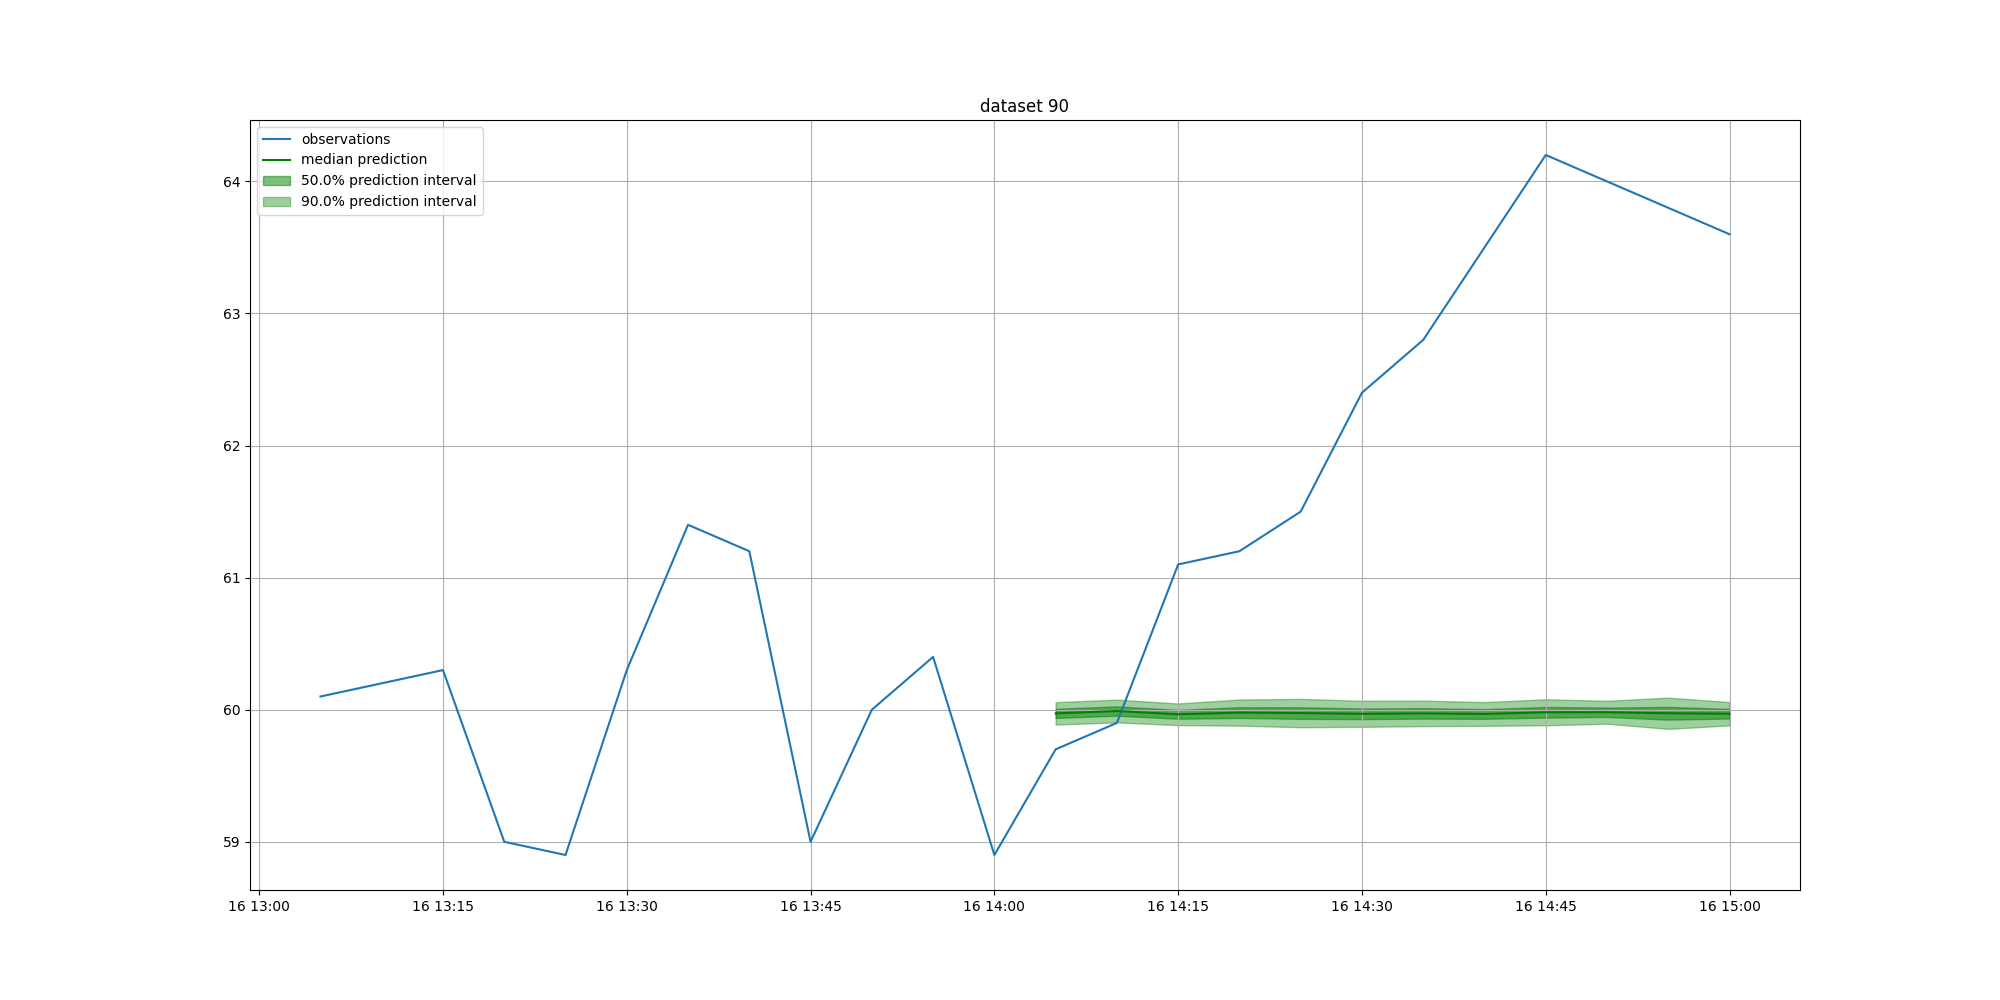 dataset 90
observations
median prediction
50.0% prediction interval
90.0% prediction interval
64
63
62
61
60
59
16 13:00 16 13:15 16 13:30 16 13:45 16 14:00 16 14:15 16 14:30 16 14:45 16 15:00